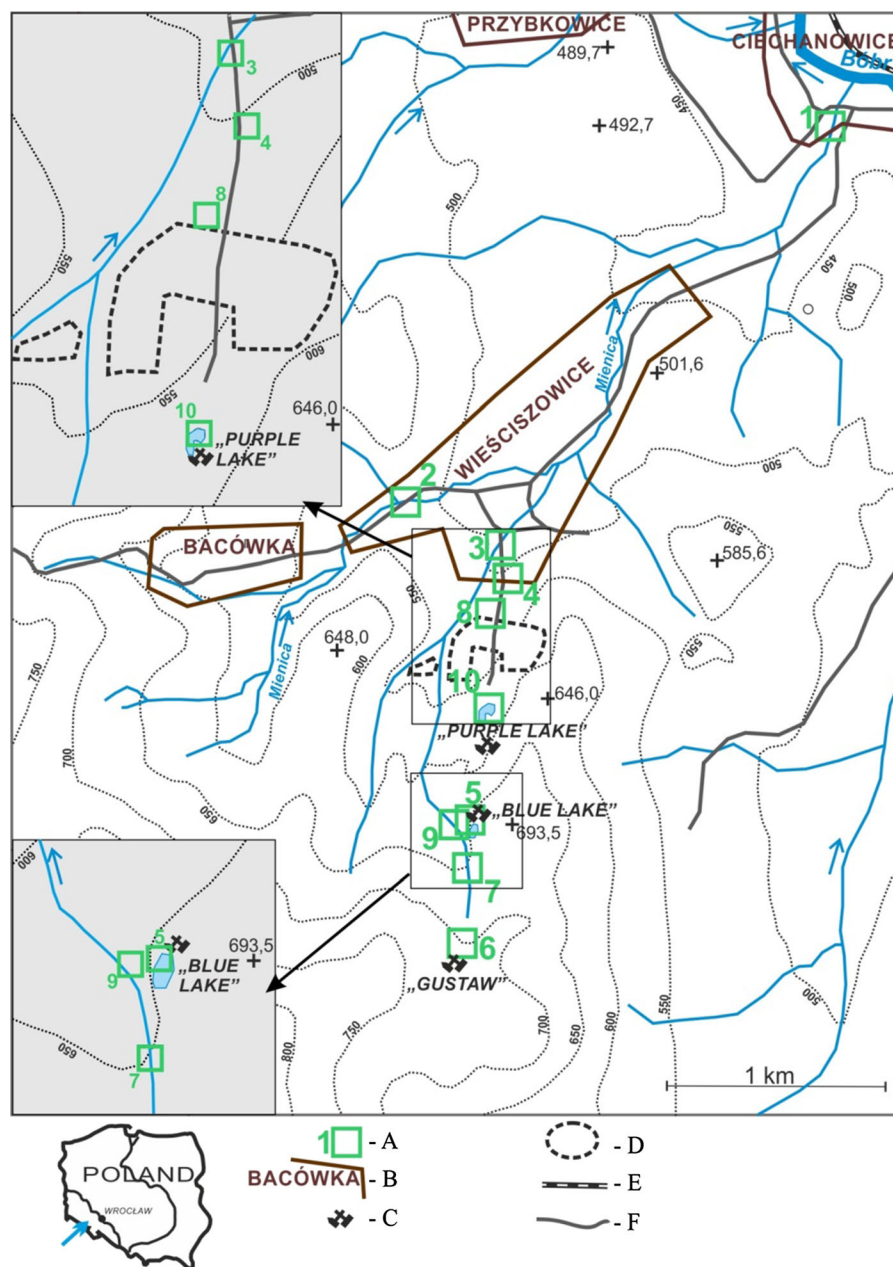 PRZYBKOWICE
CIECHANOWICE
Bóbr
489,7
492,7
450
500
3
500
4
8
550
550
600
10
646,0
„PURPLE
LAKE”
1
500
450
500
Mienica
501,6
WIEŚCISZOWICE
500
2
BACÓWKA
3
4
8
10
550
550
585,6
550
648,0
600
750
700
650
Mienica
646,0
„PURPLE LAKE”
5
„BLUE LAKE”
9
693,5
7
6
„GUSTAW”
600
5
693,5
9
„BLUE
LAKE”
650
7
800
750
700
650
600
550
500
1 km
POLAND
WROCŁAW
1 - A
BACÓWKA - B
- C
- D
- E
- F